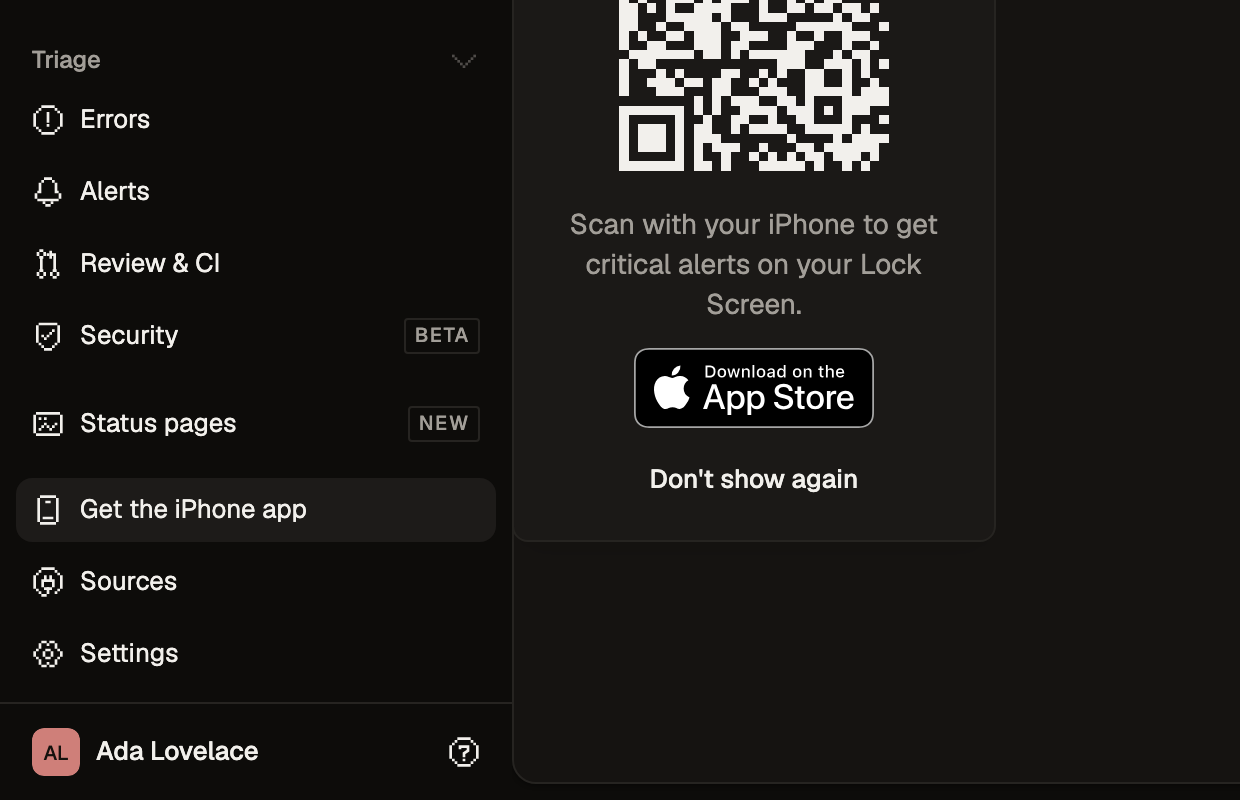 Triage
Errors
Alerts
Review & CI
Security
BETA
Status pages
NEW
Get the iPhone app
Sources
Settings
AL
Ada Lovelace
Scan with your iPhone to get
critical alerts on your Lock
Screen.
Download on the
App Store
Don't show again